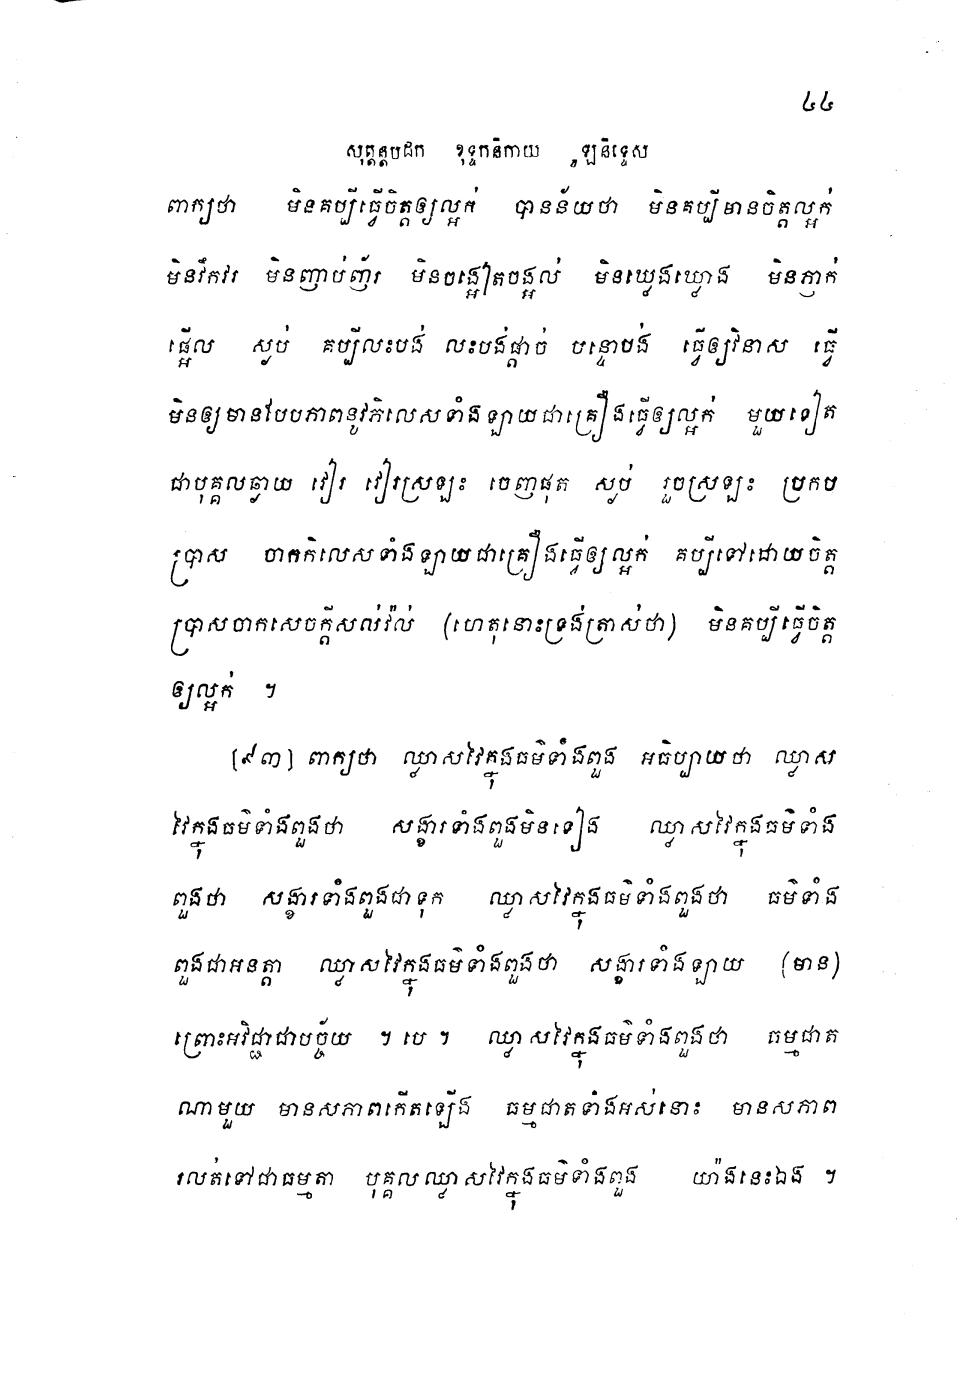 ៤៤
សុត្តន្តបិដក ខុទ្ទកនិកាយ ចូឡនិទ្ទេស
ពាក្យថា មិនគប្បីធ្វើចិត្តឲ្យល្អក់ បានន័យថា មិនគប្បីមានចិត្តល្អក់
មិនវឹកវរ មិនញាប់ញ័រ មិនចង្អៀតចង្អល់ មិនឃ្វេងឃ្វោង មិនភ្ញាក់
ផ្អើល ស្ងប់ គប្បីលះបង់ លះបង់ផ្តាច់ បន្ទោបង់ ធ្វើឲ្យវិនាស ធ្វើ
មិនឲ្យមានបែបភាពនូវកិលេសទាំងឡាយជាគ្រឿងធ្វើឲ្យល្អក់ មួយទៀត
ជាបុគ្គលឆ្ងាយ វៀរ វៀរស្រឡះ ចេញផុត ស្ងប់ រួចស្រឡះ ប្រកប
ប្រាស ចាកកិលេសទាំងឡាយជាគ្រឿងធ្វើឲ្យល្អក់ គប្បីនៅដោយចិត្ត
ប្រាសចាកសេចក្តីសល់វ៉ល់ (ហេតុនោះទ្រង់ត្រាស់ថា) មិនគប្បីធ្វើចិត្ត
ឲ្យល្អក់ ។
(៩៣) ពាក្យថា ឈ្លាសវៃក្នុងធម៌ទាំងពួង អធិប្បាយថា ឈ្លាស
វៃក្នុងធម៌ទាំងពួងថា សង្ខារទាំងពួងមិនទៀង ឈ្លាសវៃក្នុងធម៌ទាំង
ពួងថា សង្ខារទាំងពួងជាទុក្ខ ឈ្លាសវៃក្នុងធម៌ទាំងពួងថា ធម៌ទាំង
ពួងជាអនត្តា ឈ្លាសវៃក្នុងធម៌ទាំងពួងថា សង្ខារទាំងឡាយ (មាន)
ព្រោះអវិជ្ជាជាបច្ច័យ ។ បេ ។ ឈ្លាសវៃក្នុងធម៌ទាំងពួងថា ធម្មជាត
ណាមួយ មានសភាពកើតឡើង ធម្មជាតទាំងអស់នោះ មានសភាព
រលត់ទៅជាធម្មតា បុគ្គលឈ្លាសវៃក្នុងធម៌ទាំងពួង យ៉ាងនេះឯង ។